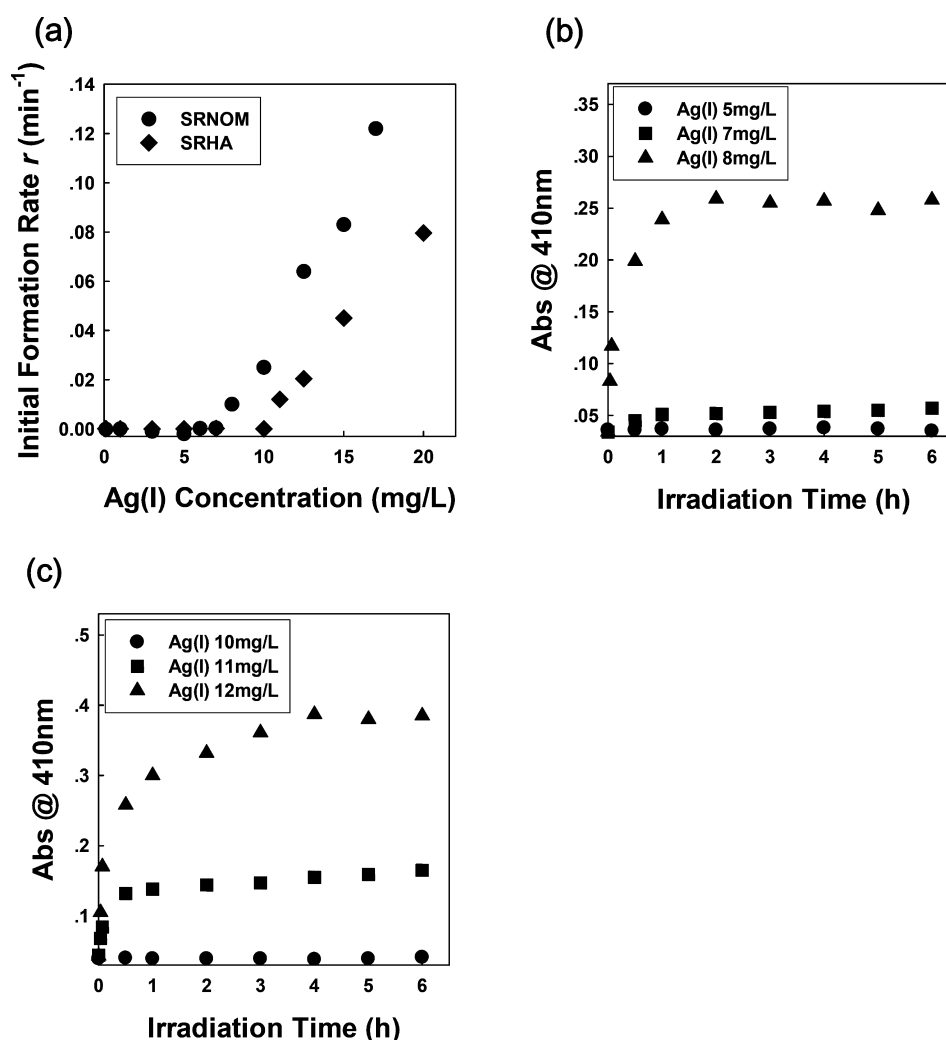 (a)
Initial Formation Rate r (min⁻¹)
.14
.12
.10
.08
.06
.04
.02
0.00
SRNOM
SRHA
0
5
10
15
20
Ag(I) Concentration (mg/L)
(b)
Abs @ 410nm
.35
.30
.25
.20
.15
.10
.05
Ag(I) 5mg/L
Ag(I) 7mg/L
Ag(I) 8mg/L
0
1
2
3
4
5
6
Irradiation Time (h)
(c)
Abs @ 410nm
.5
.4
.3
.2
.1
Ag(I) 10mg/L
Ag(I) 11mg/L
Ag(I) 12mg/L
0
1
2
3
4
5
6
Irradiation Time (h)